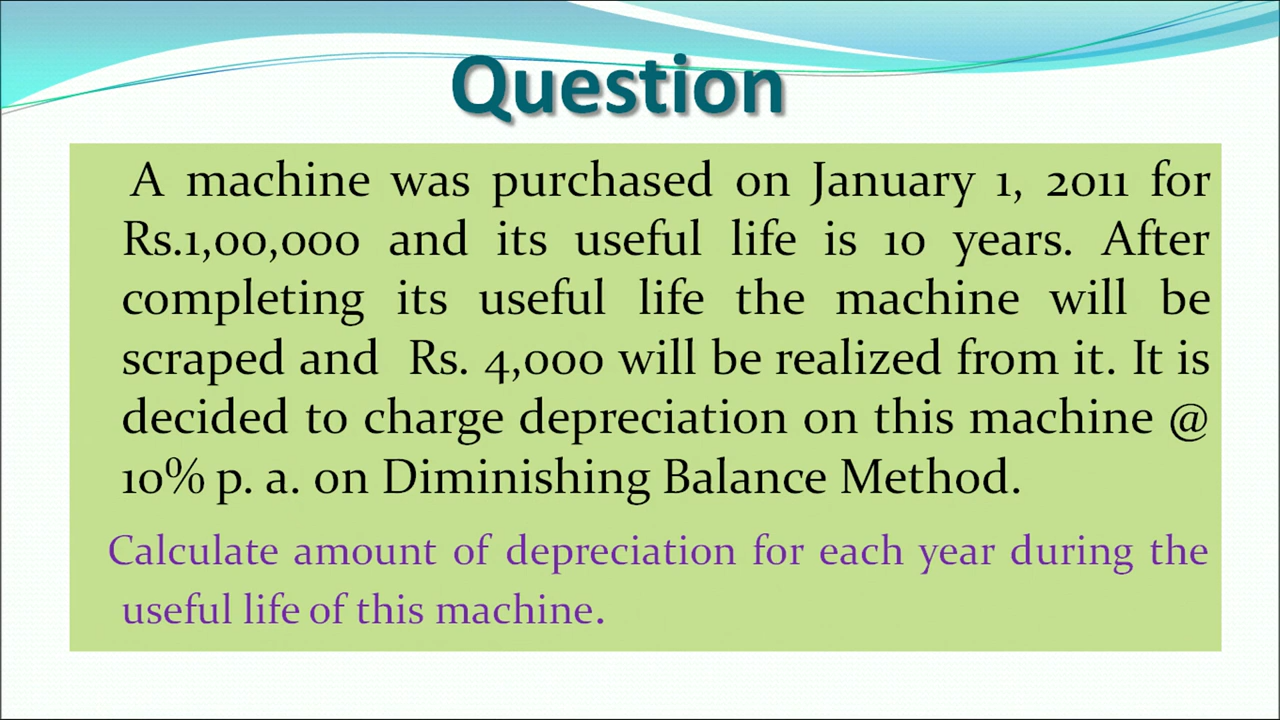 Question
A machine was purchased on January 1, 2011 for
Rs.1,00,000 and its useful life is 10 years. After
completing its useful life the machine will be
scraped and Rs. 4,000 will be realized from it. It is
decided to charge depreciation on this machine @
10% p. a. on Diminishing Balance Method.
Calculate amount of depreciation for each year during the
useful life of this machine.